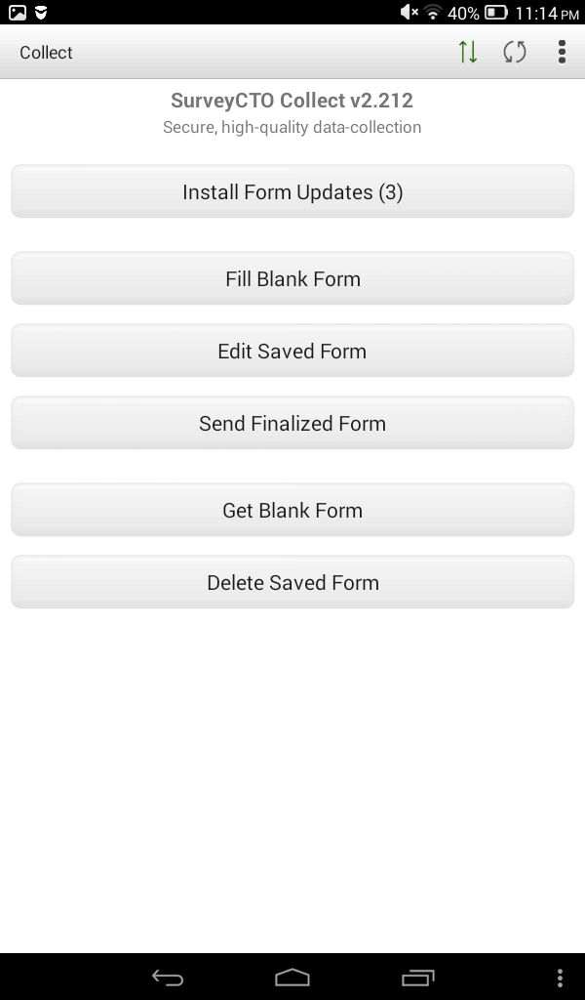 40% 11:14 PM
Collect
SurveyCTO Collect v2.212
Secure, high-quality data-collection
Install Form Updates (3)
Fill Blank Form
Edit Saved Form
Send Finalized Form
Get Blank Form
Delete Saved Form